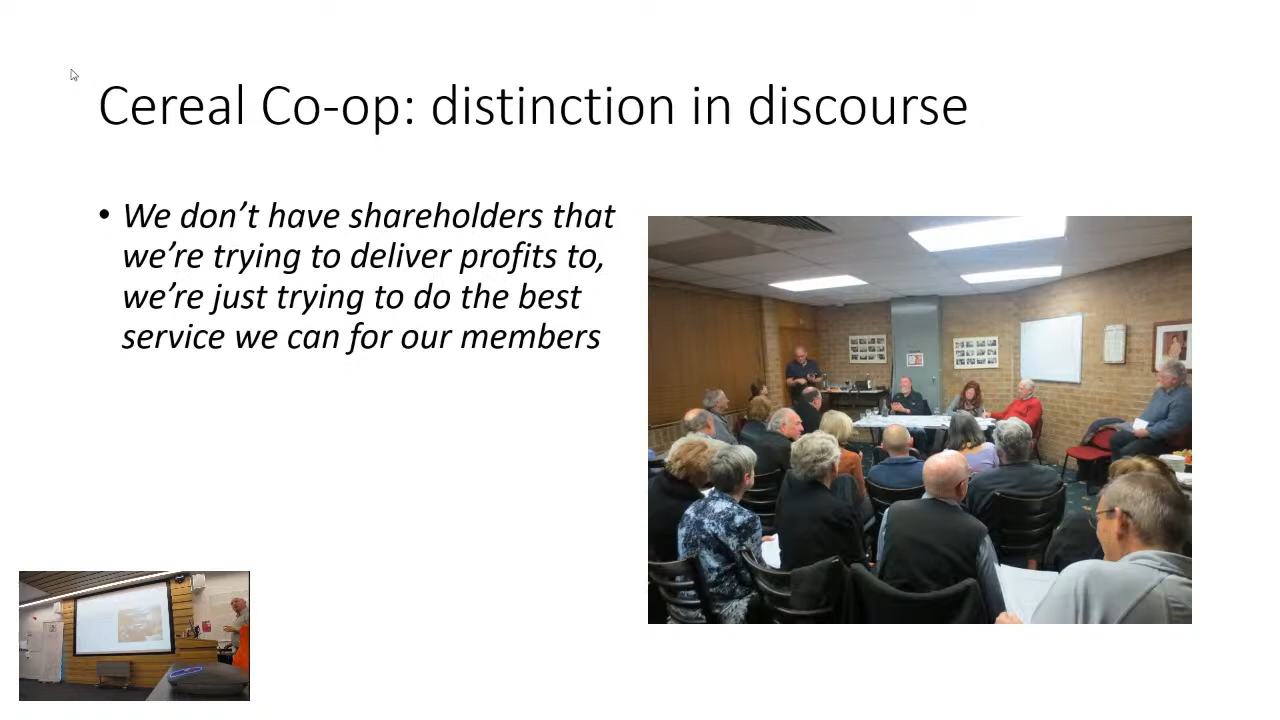 Cereal Co-op: distinction in discourse
• We don’t have shareholders that
we’re trying to deliver profits to,
we’re just trying to do the best
service we can for our members